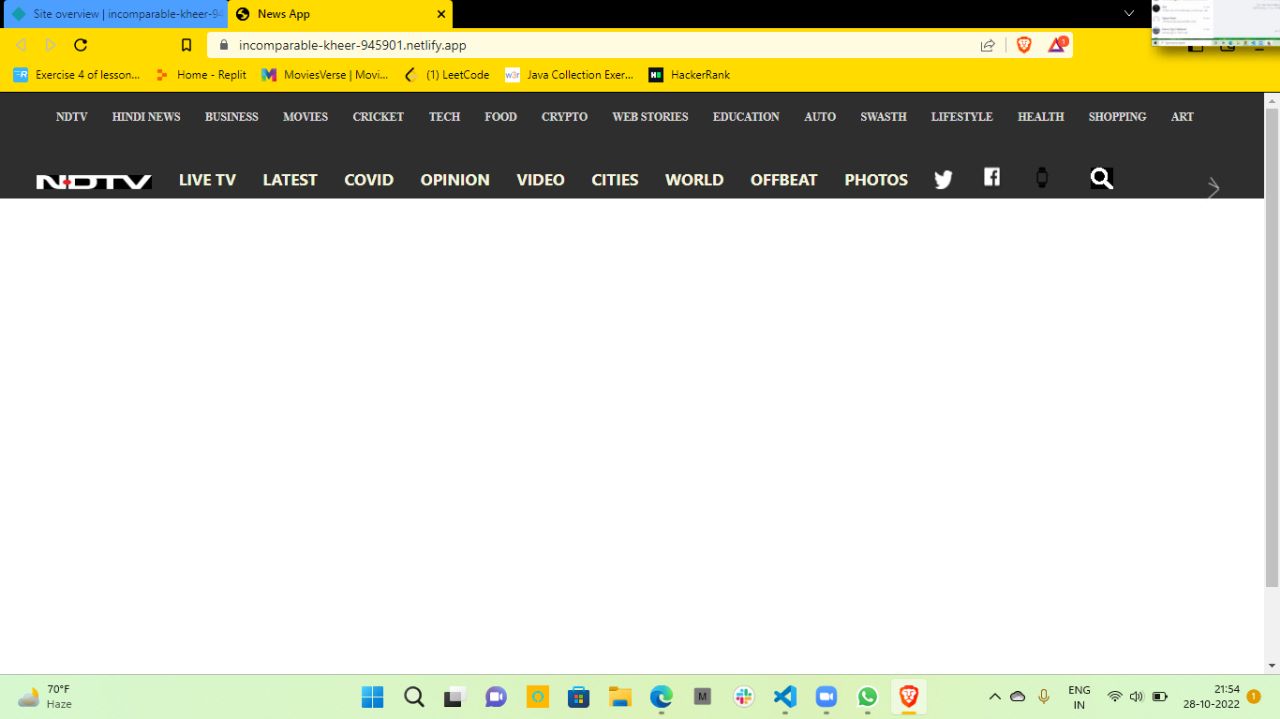 Site overview | incomparable-kheer-94
News App
incomparable-kheer-945901.netlify.app
Exercise 4 of lesson...
Home - Replit
MoviesVerse | Movi...
(1) LeetCode
w3r
Java Collection Exer...
HackerRank
NDTV HINDI NEWS BUSINESS MOVIES CRICKET TECH FOOD CRYPTO WEB STORIES EDUCATION AUTO SWASTH LIFESTYLE HEALTH SHOPPING ART
NDTV LIVE TV LATEST COVID OPINION VIDEO CITIES WORLD OFFBEAT PHOTOS
70°F
Haze
M
ENG
IN
21:54
28-10-2022
1